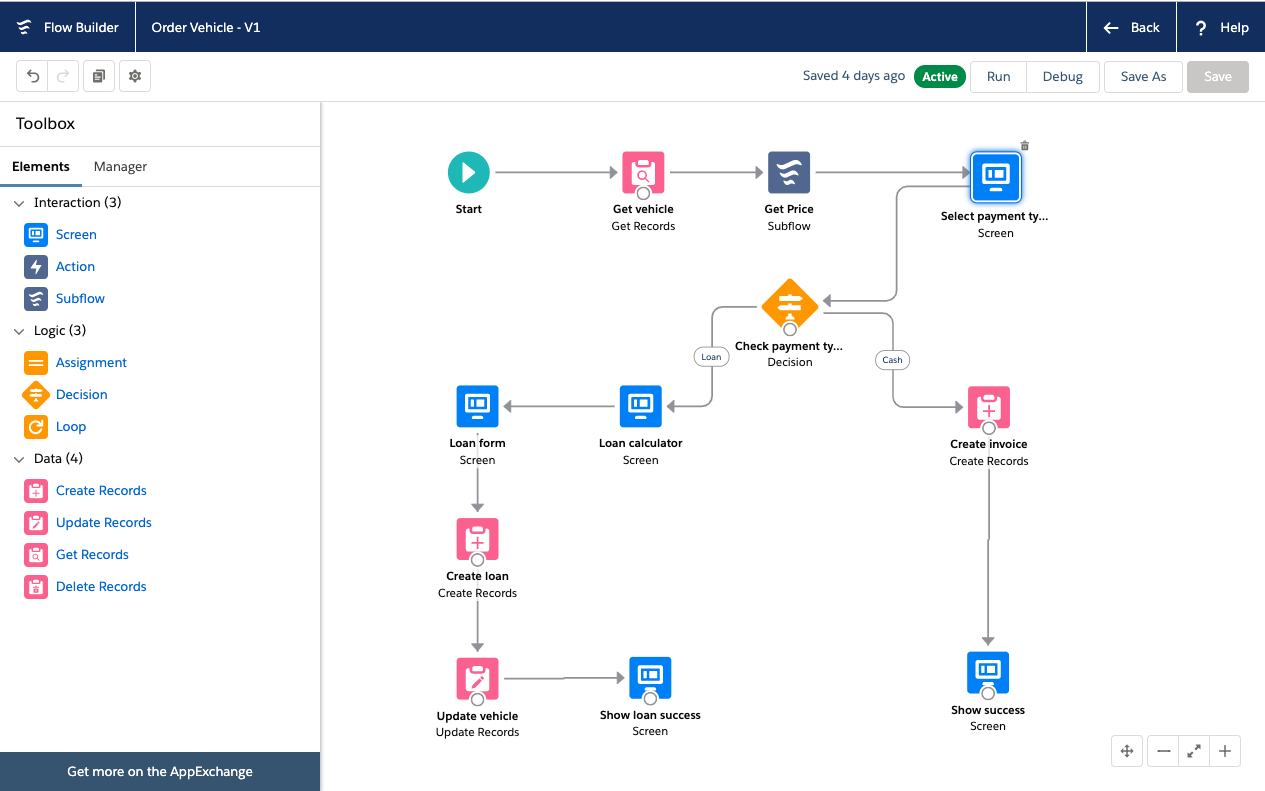 Flow Builder
Order Vehicle - V1
Back
? Help
Saved 4 days ago
Active
Run
Debug
Save As
Save
Toolbox
Elements
Manager
Interaction (3)
Screen
Action
Subflow
Logic (3)
Assignment
Decision
Loop
Data (4)
Create Records
Update Records
Get Records
Delete Records
Get more on the AppExchange
Start
Get vehicle
Get Records
Get Price
Subflow
Select payment ty...
Screen
Check payment ty...
Decision
Loan
Cash
Loan form
Screen
Loan calculator
Screen
Create invoice
Create Records
Create loan
Create Records
Update vehicle
Update Records
Show loan success
Screen
Show success
Screen